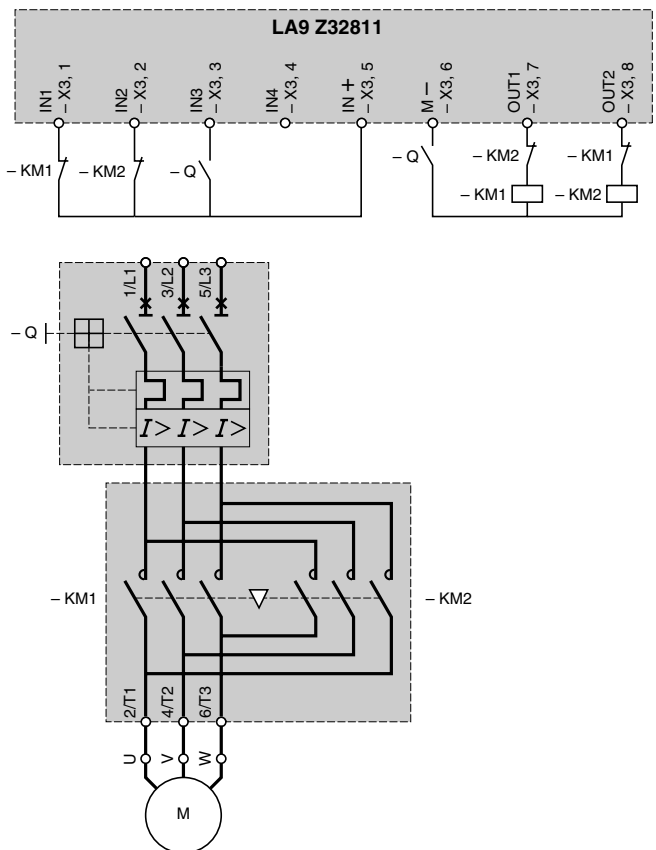 LA9 Z32811
IN1
– X3, 1
IN2
– X3, 2
IN3
– X3, 3
IN4
– X3, 4
IN +
– X3, 5
M –
– X3, 6
OUT1
– X3, 7
OUT2
– X3, 8
– KM1
– KM2
– Q
– Q
– KM2
– KM1
– KM1
– KM2
1/L1
3/L2
5/L3
– Q
I >
I >
I >
– KM1
– KM2
2/T1
4/T2
6/T3
U
V
W
M